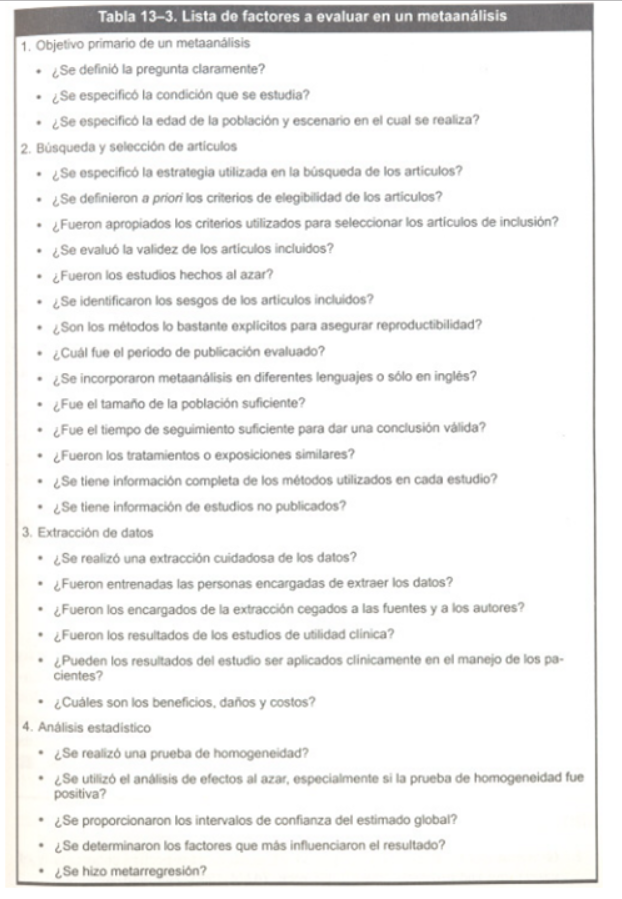 Tabla 13–3. Lista de factores a evaluar en un metaanálisis
1. Objetivo primario de un metaanálisis
• ¿Se definió la pregunta claramente?
• ¿Se especificó la condición que se estudia?
• ¿Se especificó la edad de la población y escenario en el cual se realiza?
2. Búsqueda y selección de artículos
• ¿Se especificó la estrategia utilizada en la búsqueda de los artículos?
• ¿Se definieron a priori los criterios de elegibilidad de los artículos?
• ¿Fueron apropiados los criterios utilizados para seleccionar los artículos de inclusión?
• ¿Se evaluó la validez de los artículos incluidos?
• ¿Fueron los estudios hechos al azar?
• ¿Se identificaron los sesgos de los artículos incluidos?
• ¿Son los métodos lo bastante explícitos para asegurar reproductibilidad?
• ¿Cuál fue el periodo de publicación evaluado?
• ¿Se incorporaron metaanálisis en diferentes lenguajes o sólo en inglés?
• ¿Fue el tamaño de la población suficiente?
• ¿Fue el tiempo de seguimiento suficiente para dar una conclusión válida?
• ¿Fueron los tratamientos o exposiciones similares?
• ¿Se tiene información completa de los métodos utilizados en cada estudio?
• ¿Se tiene información de estudios no publicados?
3. Extracción de datos
• ¿Se realizó una extracción cuidadosa de los datos?
• ¿Fueron entrenadas las personas encargadas de extraer los datos?
• ¿Fueron los encargados de la extracción cegados a las fuentes y a los autores?
• ¿Fueron los resultados de los estudios de utilidad clínica?
• ¿Pueden los resultados del estudio ser aplicados clínicamente en el manejo de los pa-
cientes?
• ¿Cuáles son los beneficios, daños y costos?
4. Análisis estadístico
• ¿Se realizó una prueba de homogeneidad?
• ¿Se utilizó el análisis de efectos al azar, especialmente si la prueba de homogeneidad fue
positiva?
• ¿Se proporcionaron los intervalos de confianza del estimado global?
• ¿Se determinaron los factores que más influenciaron el resultado?
• ¿Se hizo metarregresión?